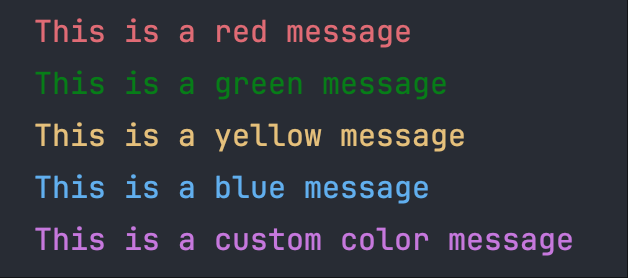 This is a red message
This is a green message
This is a yellow message
This is a blue message
This is a custom color message